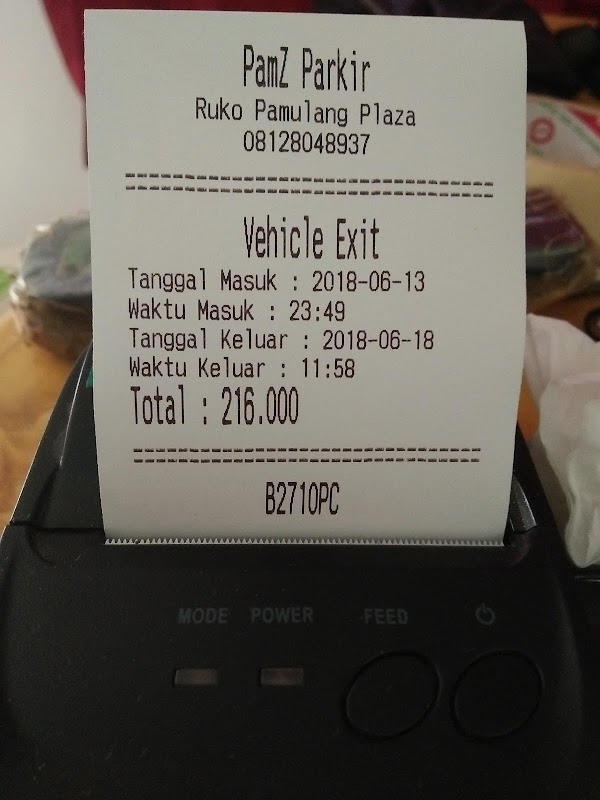 PamZ Parkir
Ruko Pamulang Plaza
08128048937
==========================================
Vehicle Exit
Tanggal Masuk : 2018-06-13
Waktu Masuk : 23:49
Tanggal Keluar : 2018-06-18
Waktu Keluar : 11:58
Total : 216.000
------------------------------------------
B2710PC
MODE POWER FEED